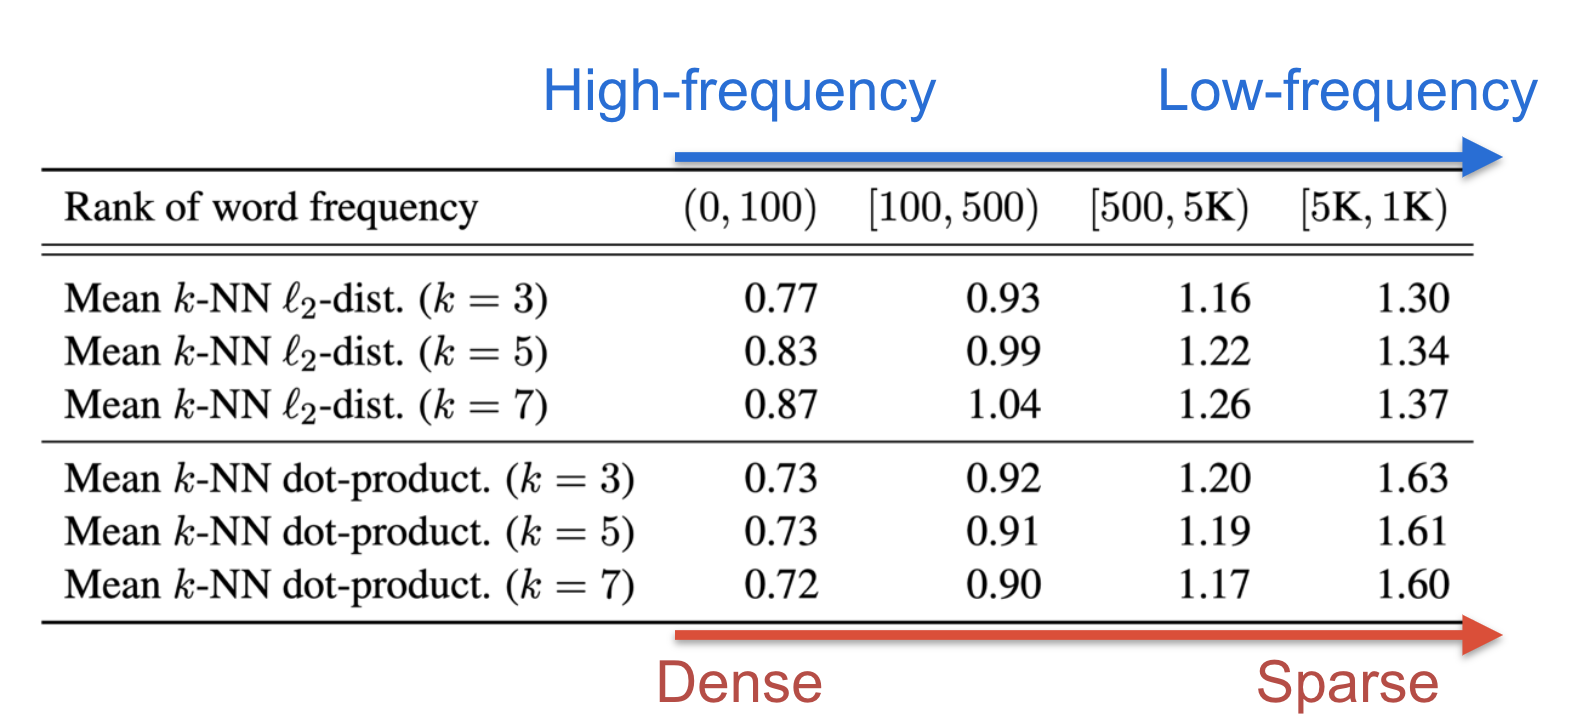 High-frequency Low-frequency
Rank of word frequency (0, 100) [100, 500) [500, 5K) [5K, 1K)
Mean k-NN ℓ₂-dist. (k = 3) 0.77 0.93 1.16 1.30
Mean k-NN ℓ₂-dist. (k = 5) 0.83 0.99 1.22 1.34
Mean k-NN ℓ₂-dist. (k = 7) 0.87 1.04 1.26 1.37
Mean k-NN dot-product. (k = 3) 0.73 0.92 1.20 1.63
Mean k-NN dot-product. (k = 5) 0.73 0.91 1.19 1.61
Mean k-NN dot-product. (k = 7) 0.72 0.90 1.17 1.60
Dense Sparse